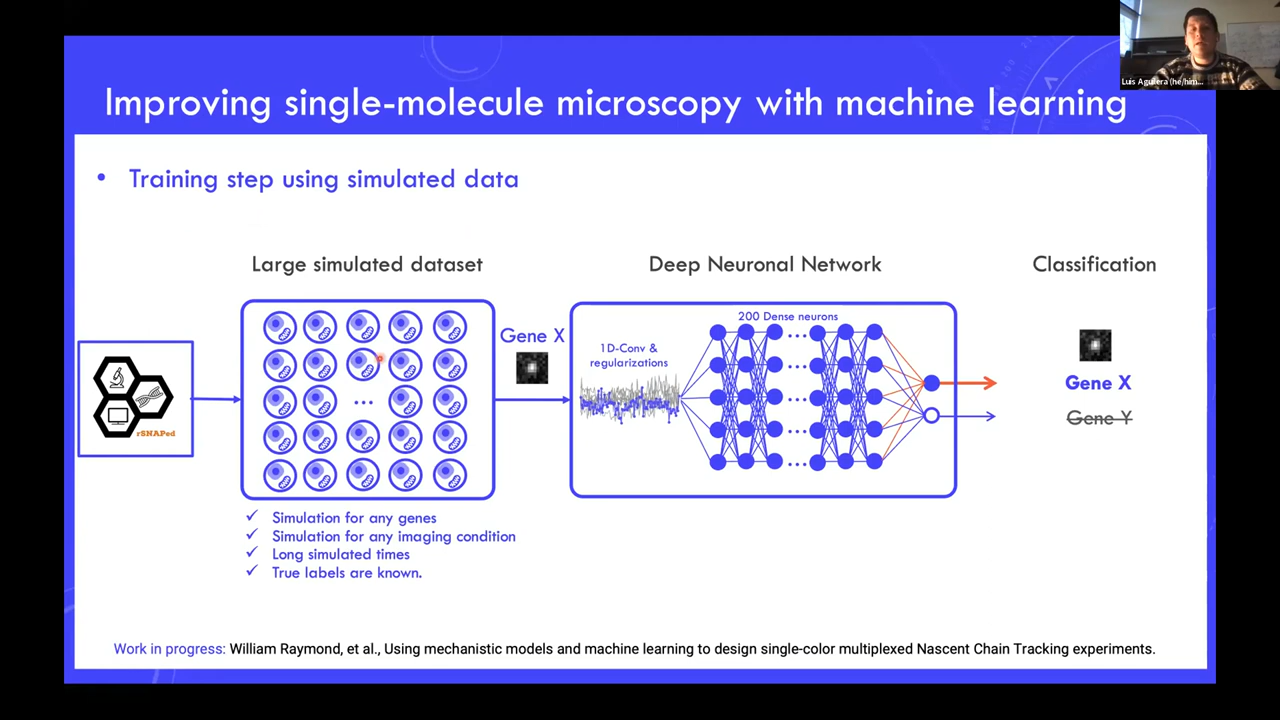 Luis Aguilera (he/him...
Improving single-molecule microscopy with machine learning
• Training step using simulated data
Large simulated dataset
Deep Neuronal Network
Classification
200 Dense neurons
Gene X
1D-Conv &
regularizations
rSNAPed
Gene X
Gene Y
✓ Simulation for any genes
✓ Simulation for any imaging condition
✓ Long simulated times
✓ True labels are known.
Work in progress: William Raymond, et al., Using mechanistic models and machine learning to design single-color multiplexed Nascent Chain Tracking experiments.